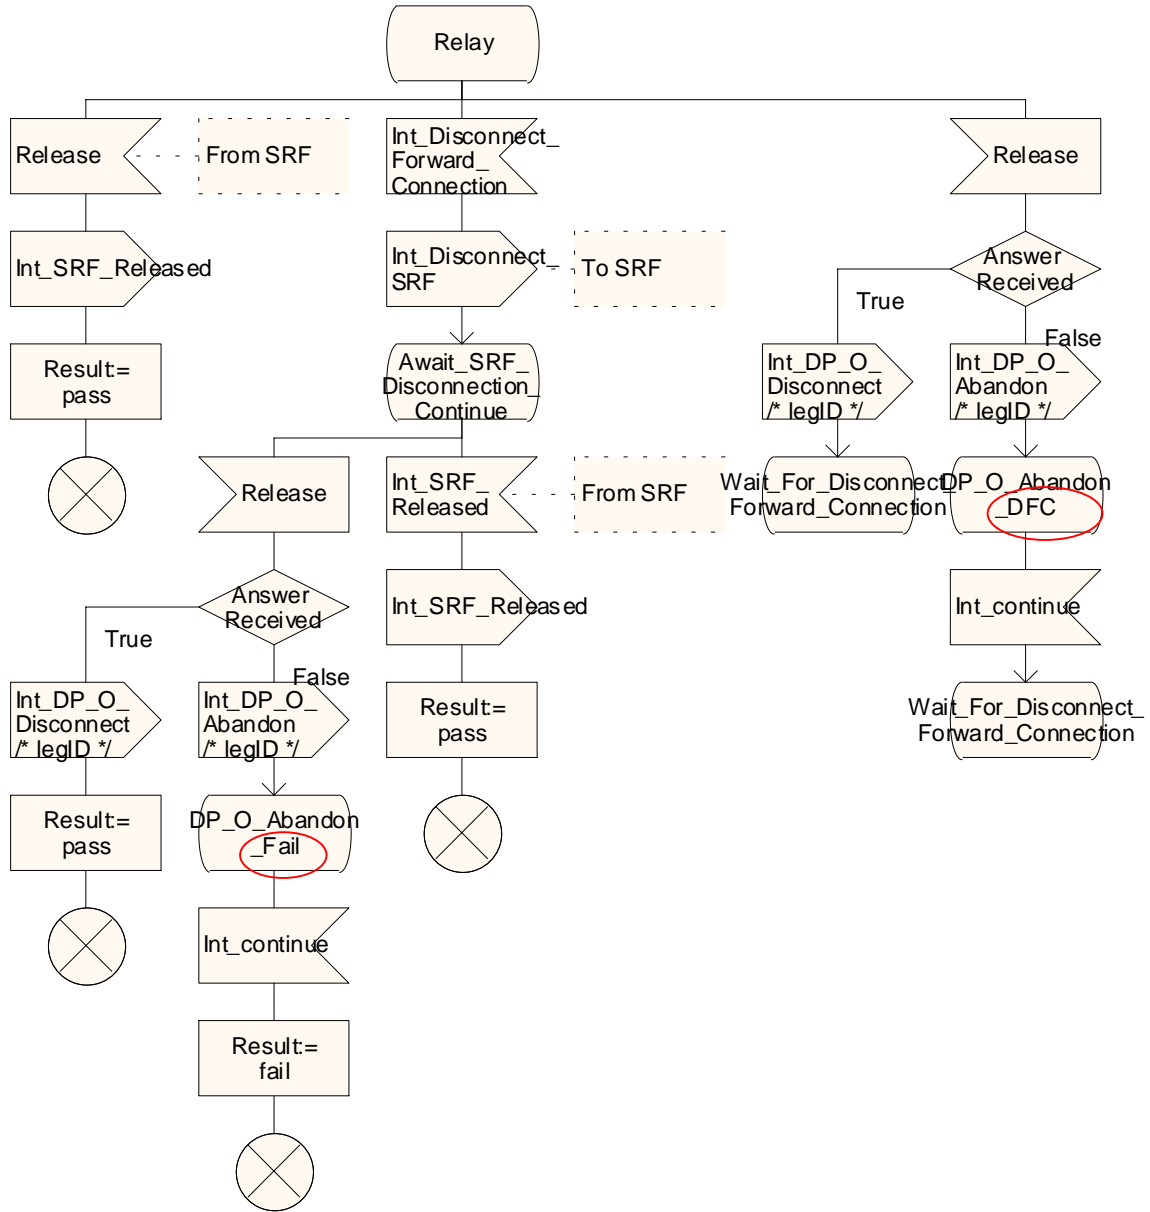 Relay
Release
From SRF
Int_Disconnect_
Forward_
Connection
Release
Int_SRF_Released
Int_Disconnect_
SRF
To SRF
Answer
Received
True
False
Result:=
pass
Await_SRF_
Disconnection_
Continue
Int_DP_O_
Disconnect
/* legID */
Int_DP_O_
Abandon
/* legID */
Release
Int_SRF_
Released
From SRF
Wait_For_Disconnect_
Forward_Connection
DP_O_Abandon
_DFC
Answer
Received
True
False
Int_SRF_Released
Int_continue
Int_DP_O_
Disconnect
/* legID */
Int_DP_O_
Abandon
/* legID */
Result:=
pass
Wait_For_Disconnect_
Forward_Connection
Result:=
pass
DP_O_Abandon
_Fail
Int_continue
Result:=
fail